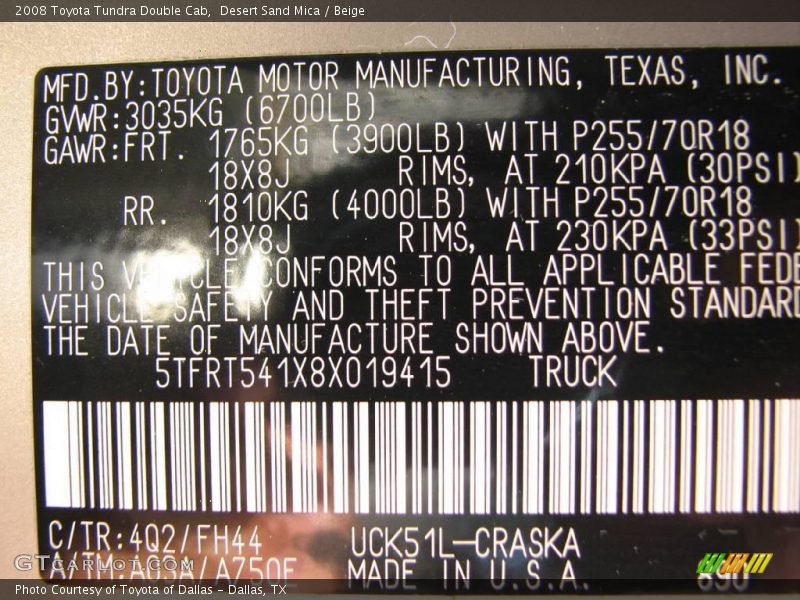 2008 Toyota Tundra Double Cab, Desert Sand Mica / Beige
MFD.BY:TOYOTA MOTOR MANUFACTURING, TEXAS, INC.
GVWR:3035KG (6700LB)
GAWR:FRT. 1765KG (3900LB) WITH P255/70R18
18X8J RIMS, AT 210KPA (30PSI)
RR. 1810KG (4000LB) WITH P255/70R18
18X8J RIMS, AT 230KPA (33PSI)
THIS VEHICLE CONFORMS TO ALL APPLICABLE FEDE
VEHICLE SAFETY AND THEFT PREVENTION STANDARD
THE DATE OF MANUFACTURE SHOWN ABOVE.
5TFRT541X8X019415 TRUCK
C/TR:4Q2/FH44 UCK51L-CRASKA
A/TM:A03A/A750F MADE IN U.S.A. 890
GTCarLot.com
Photo Courtesy of Toyota of Dallas - Dallas, TX